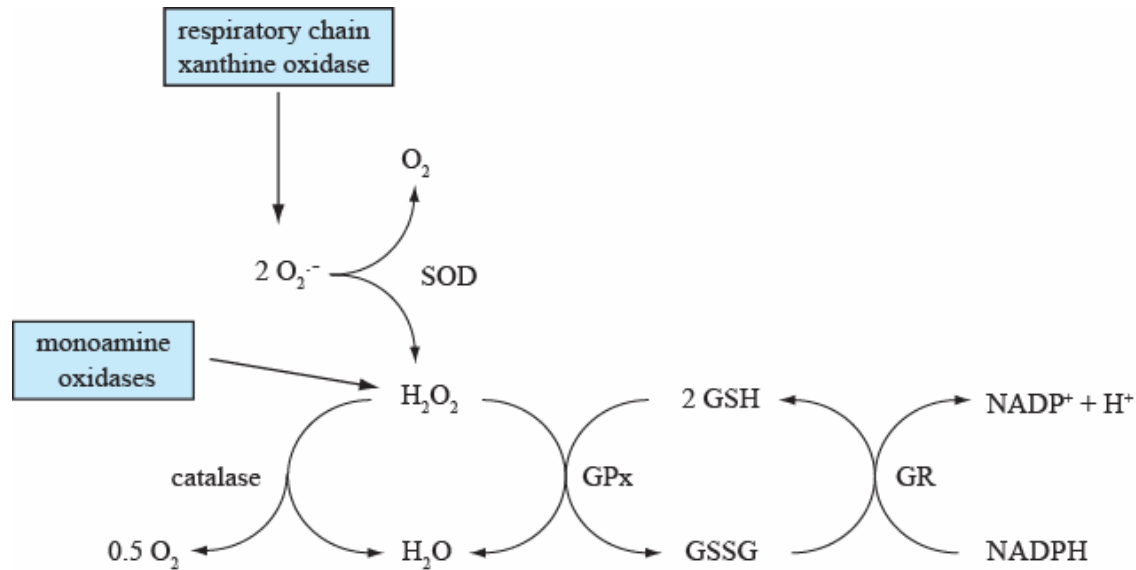 respiratory chain
xanthine oxidase
O₂
2 O₂·⁻
SOD
monoamine
oxidases
H₂O₂
2 GSH
NADP⁺ + H⁺
catalase
GPx
GR
0.5 O₂
H₂O
GSSG
NADPH